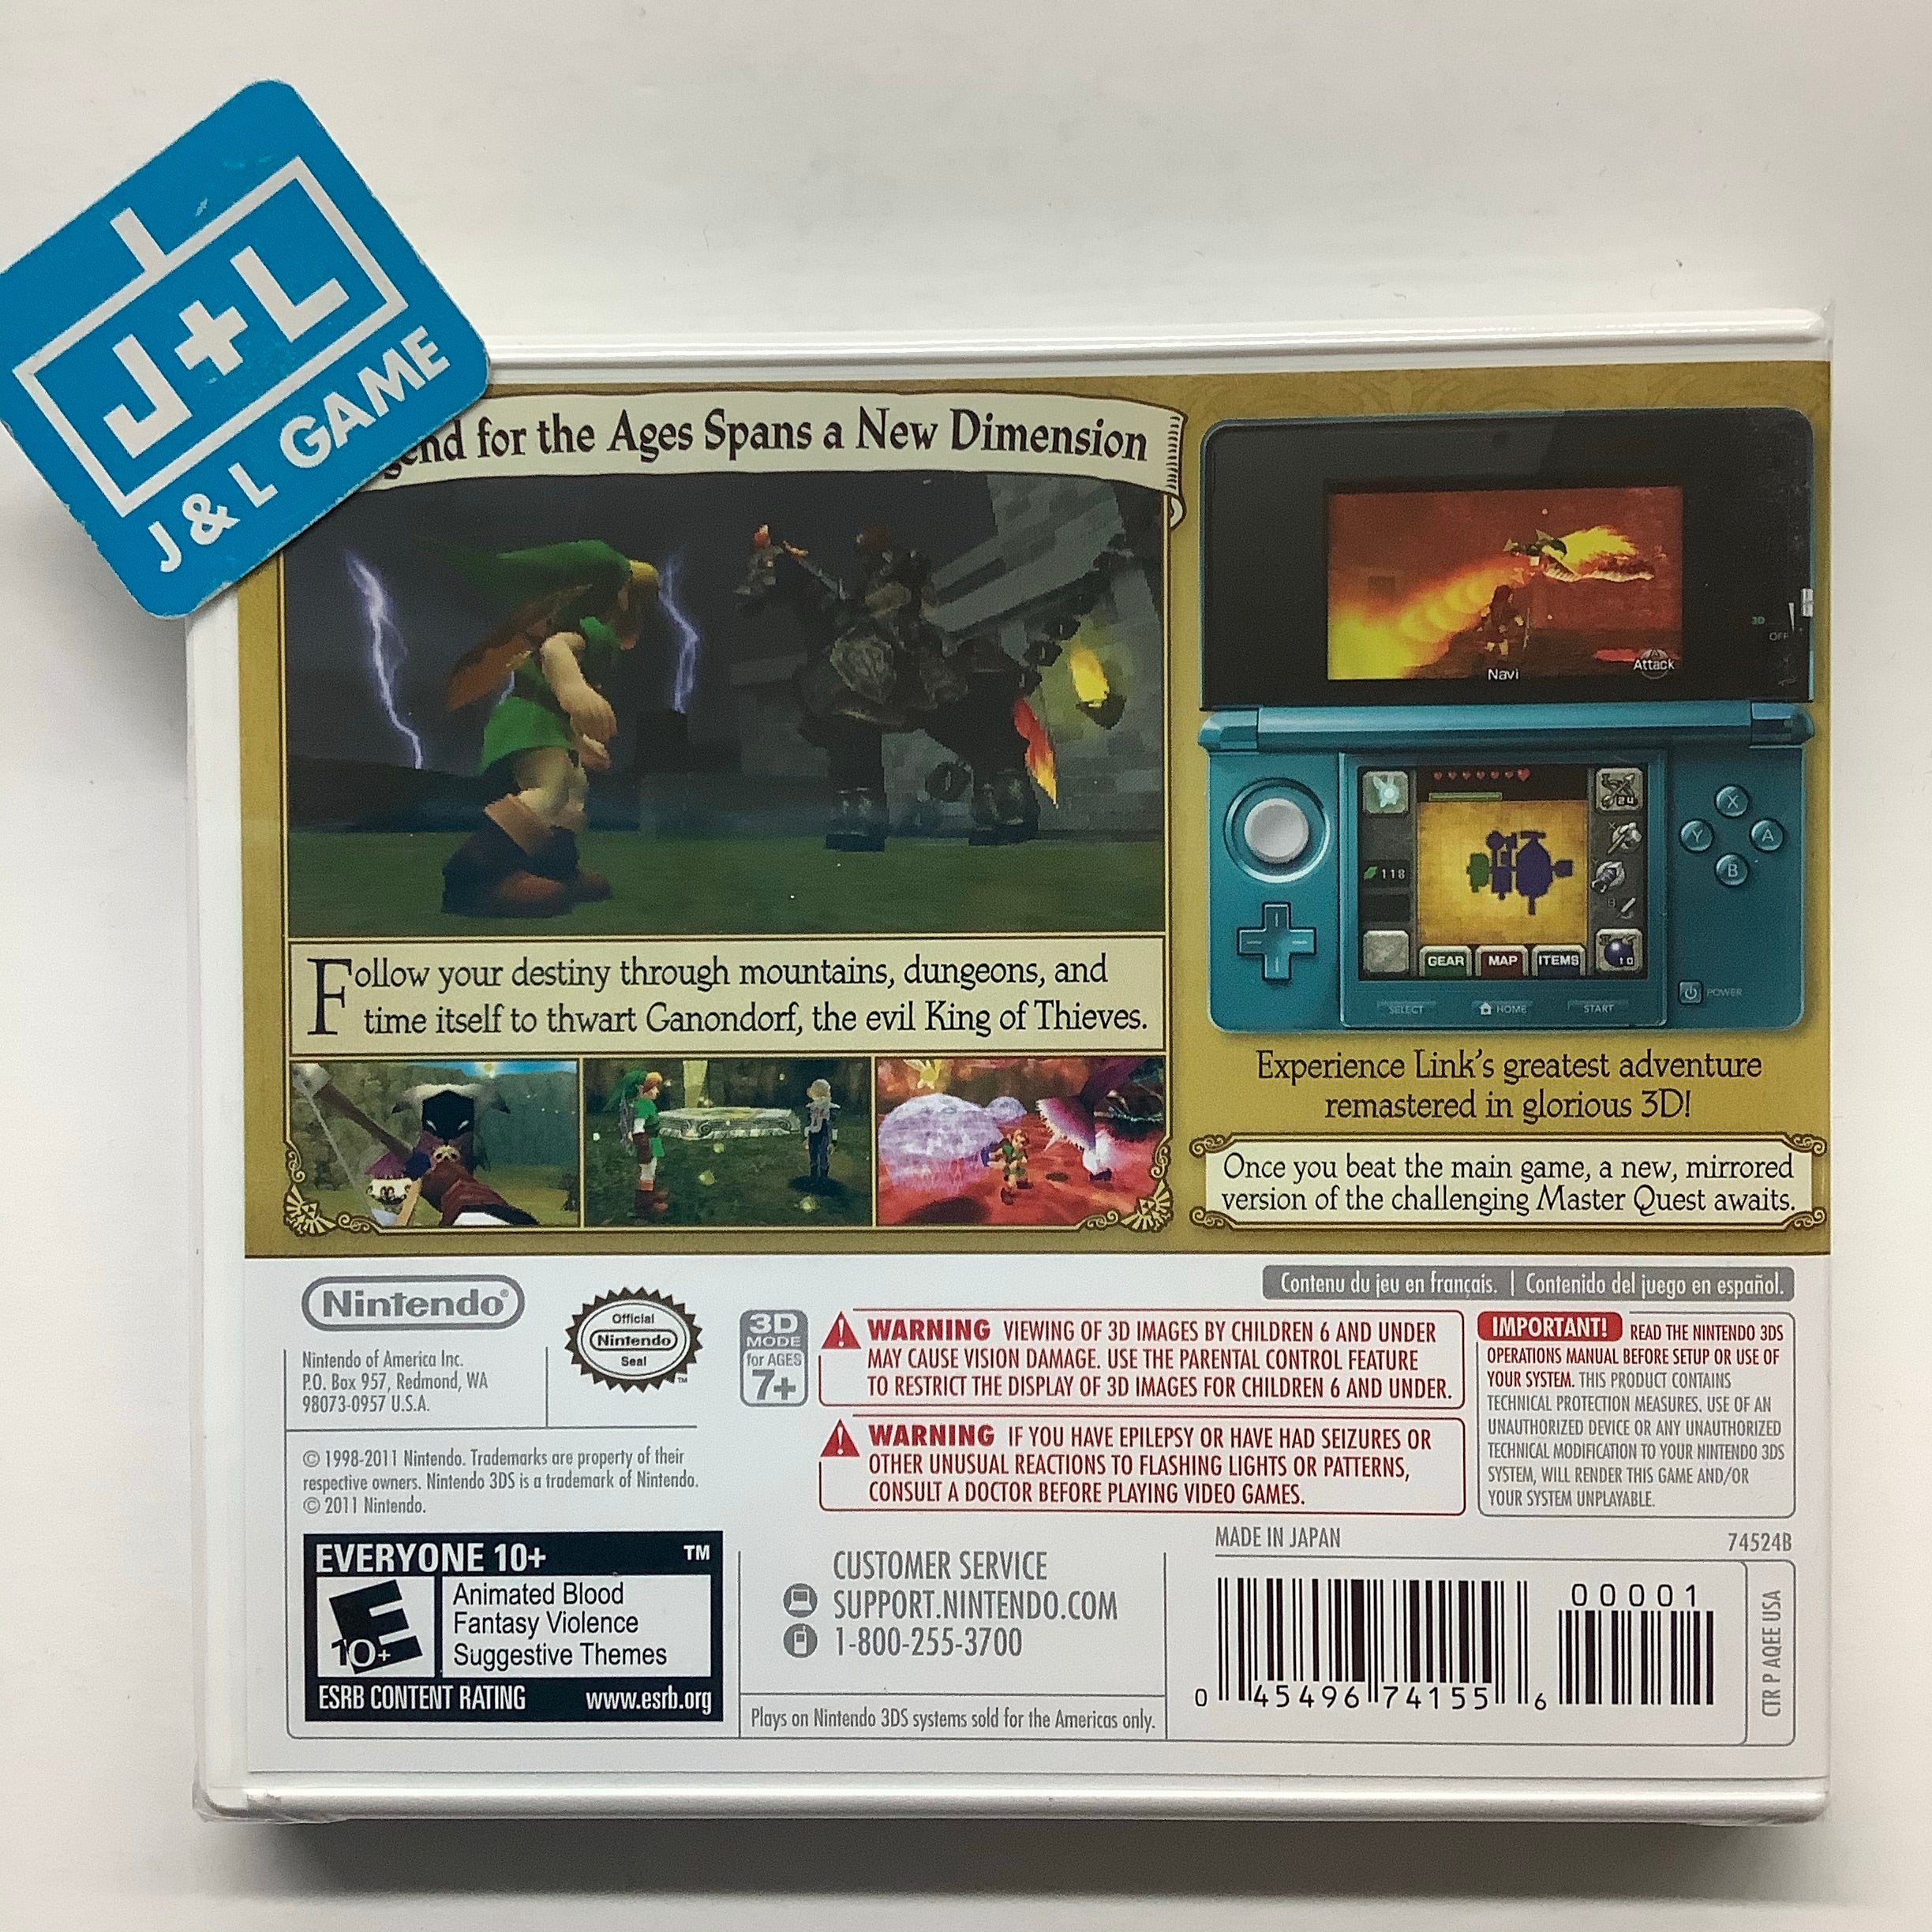 J+L
J & L GAME
for the Ages Spans a New Dimension
Navi
Attack
3D
OFF
24
118
X
Y
A
B
10
GEAR MAP ITEMS
SELECT HOME START
POWER
Follow your destiny through mountains, dungeons, and
time itself to thwart Ganondorf, the evil King of Thieves.
Experience Link's greatest adventure
remastered in glorious 3D!
Once you beat the main game, a new, mirrored
version of the challenging Master Quest awaits.
Contenu du jeu en français. | Contenido del juego en español.
Nintendo®
Nintendo of America Inc.
P.O. Box 957, Redmond, WA
98073-0957 U.S.A.
Official
Nintendo
Seal
™
3D
MODE
for AGES
7+
WARNING VIEWING OF 3D IMAGES BY CHILDREN 6 AND UNDER
MAY CAUSE VISION DAMAGE. USE THE PARENTAL CONTROL FEATURE
TO RESTRICT THE DISPLAY OF 3D IMAGES FOR CHILDREN 6 AND UNDER.
WARNING IF YOU HAVE EPILEPSY OR HAVE HAD SEIZURES OR
OTHER UNUSUAL REACTIONS TO FLASHING LIGHTS OR PATTERNS,
CONSULT A DOCTOR BEFORE PLAYING VIDEO GAMES.
IMPORTANT! READ THE NINTENDO 3DS
OPERATIONS MANUAL BEFORE SETUP OR USE OF
YOUR SYSTEM. THIS PRODUCT CONTAINS
TECHNICAL PROTECTION MEASURES. USE OF AN
UNAUTHORIZED DEVICE OR ANY UNAUTHORIZED
TECHNICAL MODIFICATION TO YOUR NINTENDO 3DS
SYSTEM, WILL RENDER THIS GAME AND/OR
YOUR SYSTEM UNPLAYABLE.
© 1998-2011 Nintendo. Trademarks are property of their
respective owners. Nintendo 3DS is a trademark of Nintendo.
© 2011 Nintendo.
EVERYONE 10+ ™
E
10+
Animated Blood
Fantasy Violence
Suggestive Themes
ESRB CONTENT RATING www.esrb.org
CUSTOMER SERVICE
SUPPORT.NINTENDO.COM
1-800-255-3700
Plays on Nintendo 3DS systems sold for the Americas only.
MADE IN JAPAN 74524B
00001
0 45496 74155 6
CTR P AQEE USA